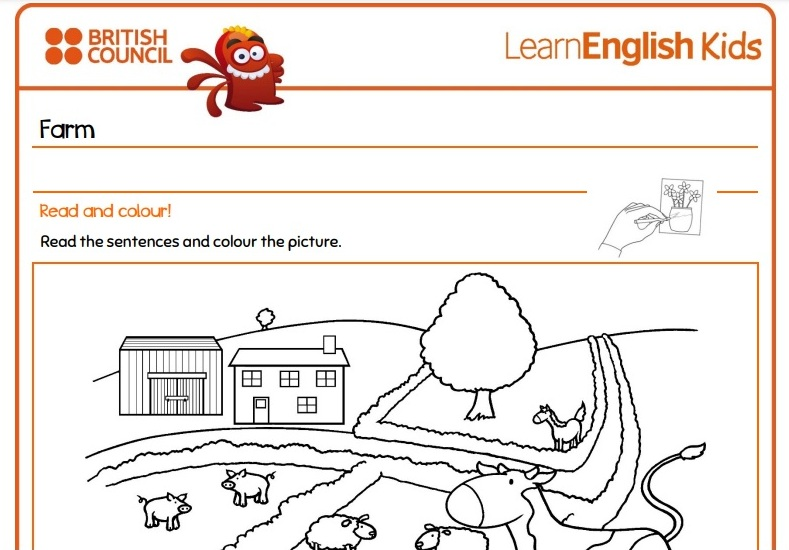 BRITISH
COUNCIL
LearnEnglish Kids
Farm
Read and colour!
Read the sentences and colour the picture.